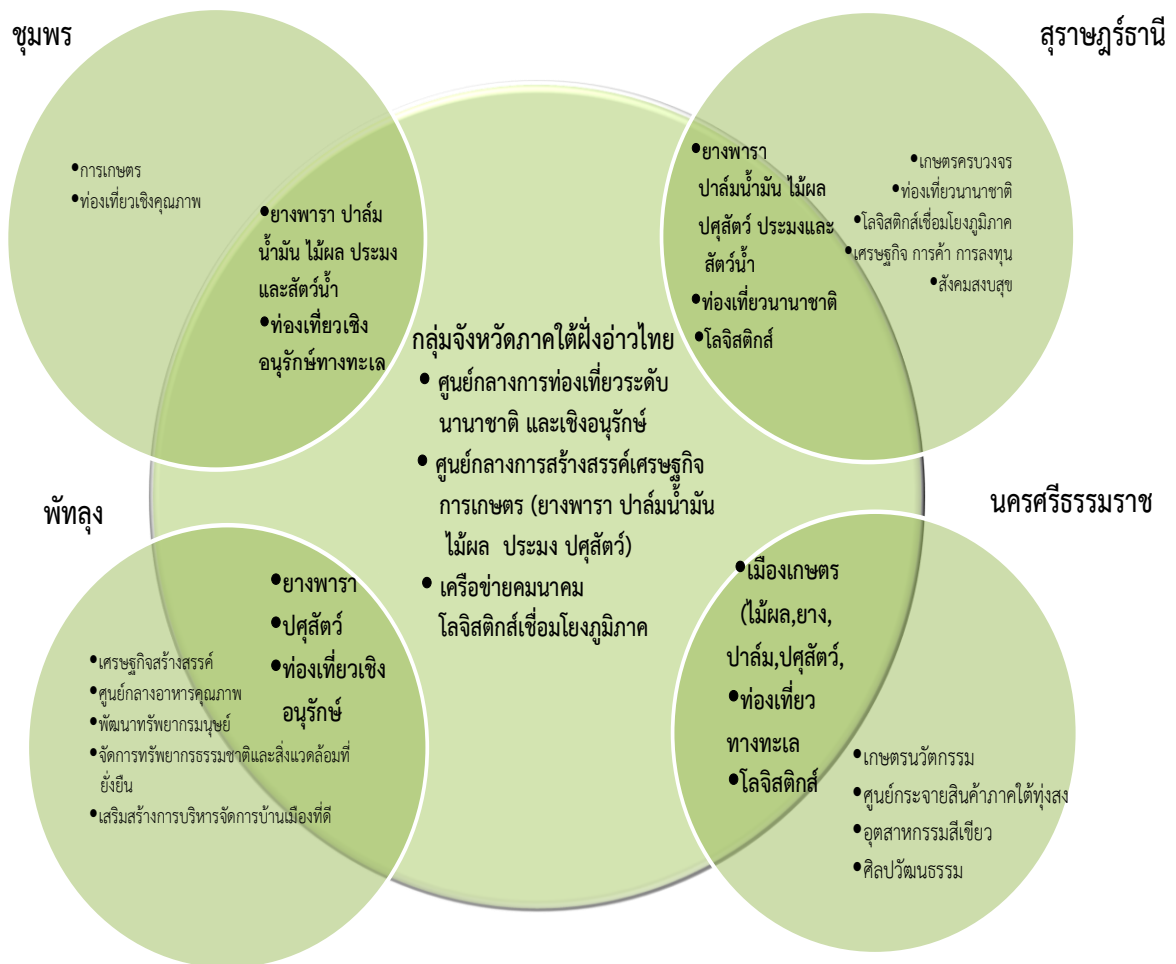 ชุมพร
•การเกษตร
•ท่องเที่ยวเชิงคุณภาพ
•ยางพารา ปาล์ม
น้ำมัน ไม้ผล ประมง
และสัตว์น้ำ
•ท่องเที่ยวเชิง
อนุรักษ์ทางทะเล
สุราษฎร์ธานี
•ยางพารา
ปาล์มน้ำมัน ไม้ผล
ปศุสัตว์ ประมงและ
สัตว์น้ำ
•ท่องเที่ยวนานาชาติ
•โลจิสติกส์
•เกษตรครบวงจร
•ท่องเที่ยวนานาชาติ
•โลจิสติกส์เชื่อมโยงภูมิภาค
•เศรษฐกิจ การค้า การลงทุน
•สังคมสงบสุข
กลุ่มจังหวัดภาคใต้ฝั่งอ่าวไทย
• ศูนย์กลางการท่องเที่ยวระดับ
นานาชาติ และเชิงอนุรักษ์
• ศูนย์กลางการสร้างสรรค์เศรษฐกิจ
การเกษตร (ยางพารา ปาล์มน้ำมัน
ไม้ผล ประมง ปศุสัตว์)
• เครือข่ายคมนาคม
โลจิสติกส์เชื่อมโยงภูมิภาค
พัทลุง
•ยางพารา
•ปศุสัตว์
•ท่องเที่ยวเชิง
อนุรักษ์
•เศรษฐกิจสร้างสรรค์
•ศูนย์กลางอาหารคุณภาพ
•พัฒนาทรัพยากรมนุษย์
•จัดการทรัพยากรธรรมชาติและสิ่งแวดล้อมที่
ยั่งยืน
•เสริมสร้างการบริหารจัดการบ้านเมืองที่ดี
นครศรีธรรมราช
•เมืองเกษตร
(ไม้ผล,ยาง,
ปาล์ม,ปศุสัตว์,
•ท่องเที่ยว
ทางทะเล
•โลจิสติกส์
•เกษตรนวัตกรรม
•ศูนย์กระจายสินค้าภาคใต้ทุ่งสง
•อุตสาหกรรมสีเขียว
•ศิลปวัฒนธรรม